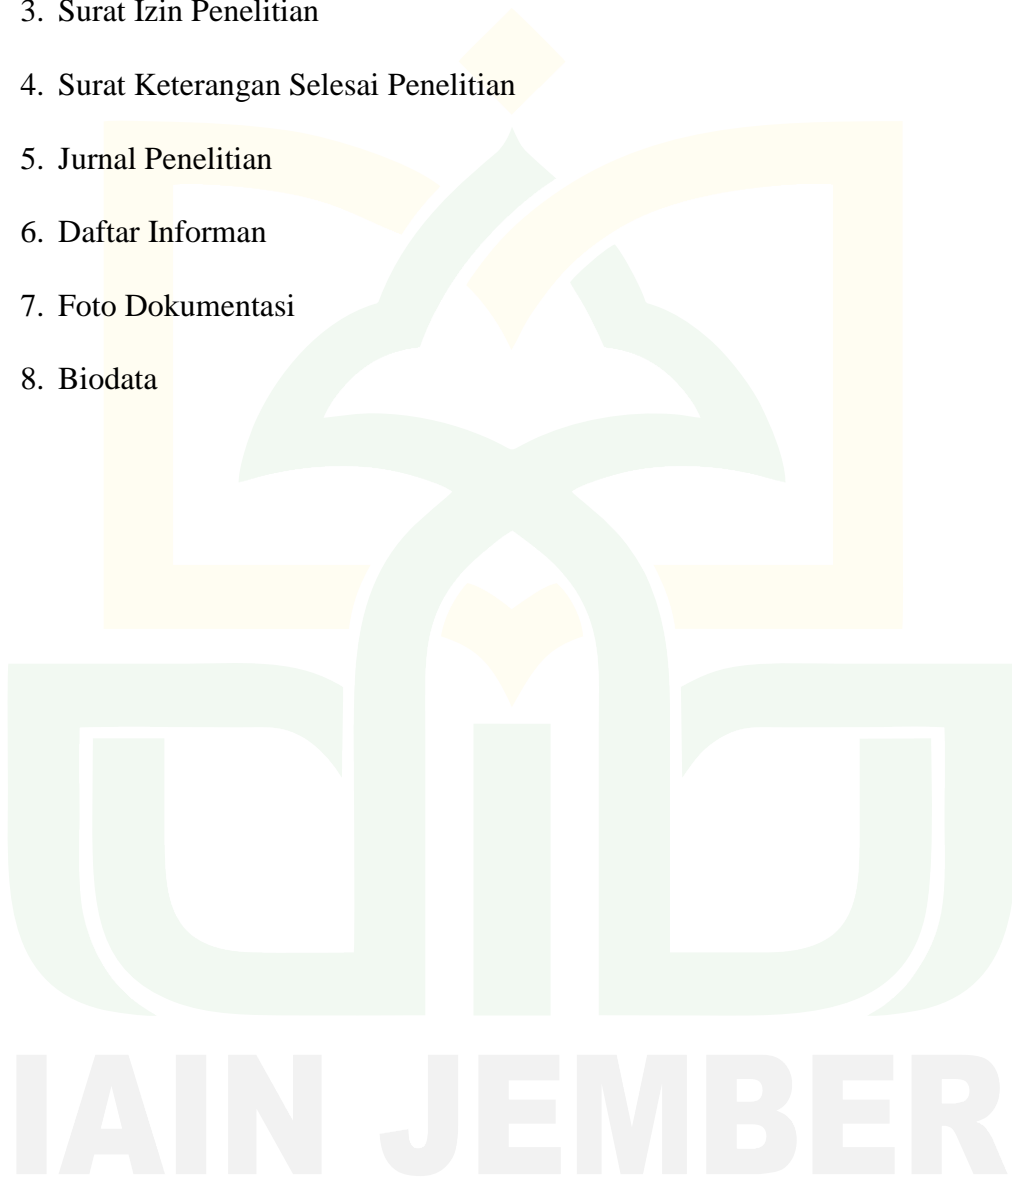 3. Surat Izin Penelitian
4. Surat Keterangan Selesai Penelitian
5. Jurnal Penelitian
6. Daftar Informan
7. Foto Dokumentasi
8. Biodata
IAIN JEMBER